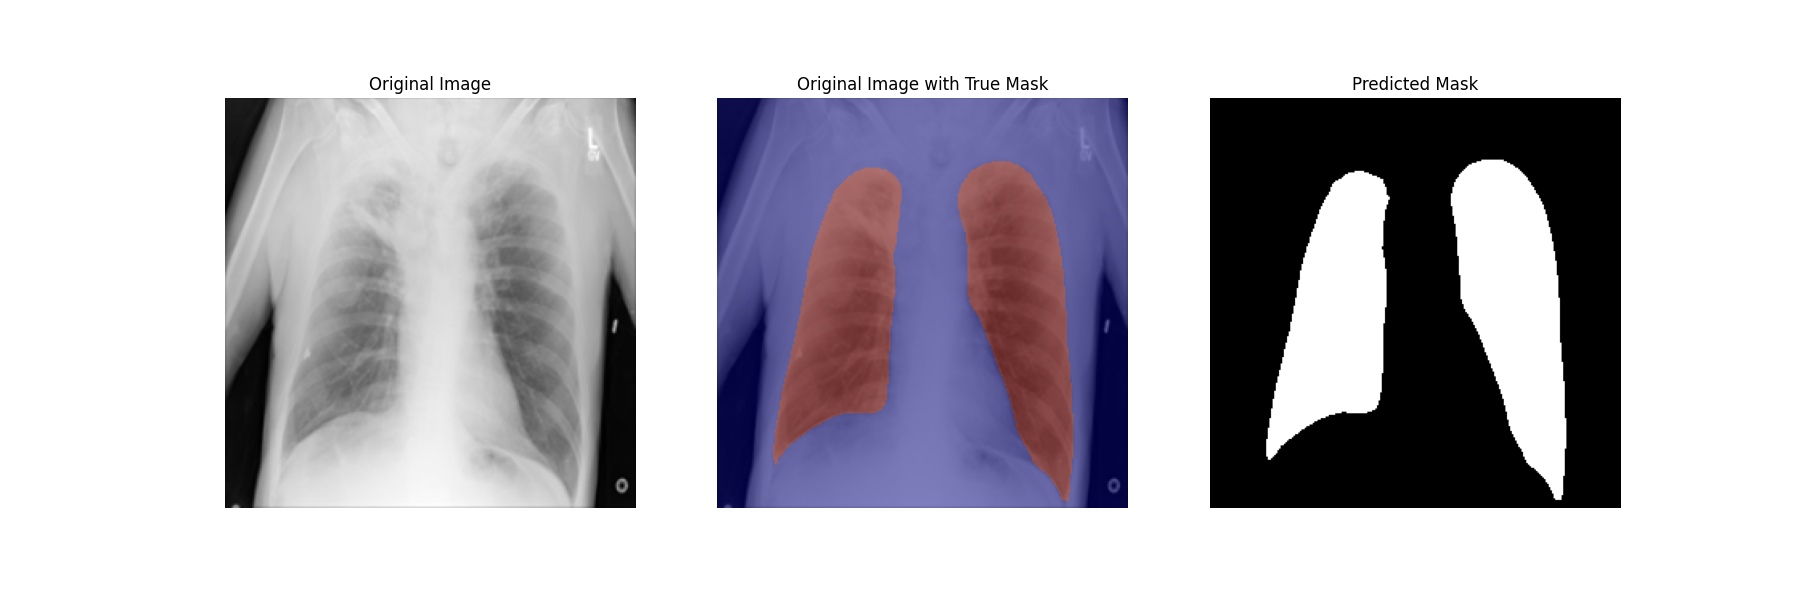 Original Image
Original Image with True Mask
Predicted Mask
L
L